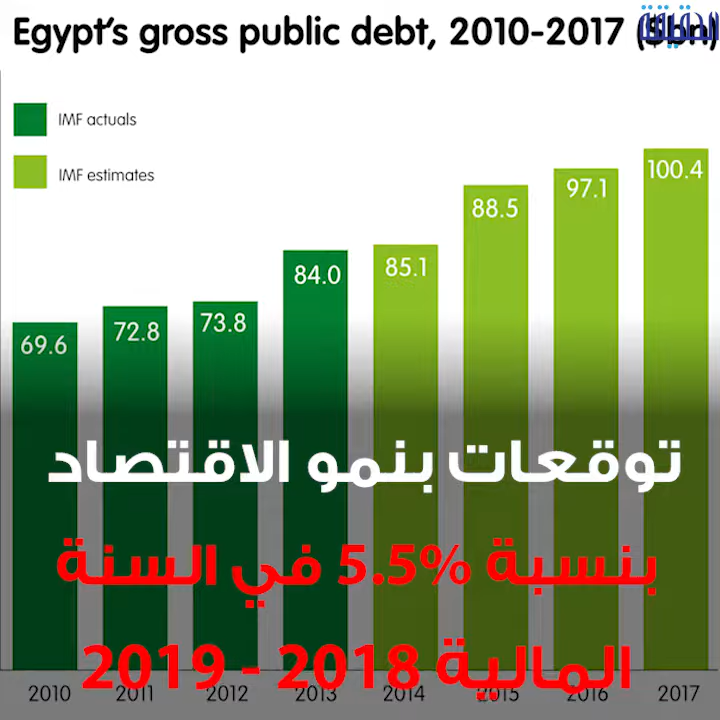 Egypt's gross public debt, 2010-2017 ($bn)
الحقيقة
IMF actuals
IMF estimates
69.6 72.8 73.8 84.0 85.1 88.5 97.1 100.4
توقعات بنمو الاقتصاد
بنسبة 5.5% في السنة
المالية 2018 - 2019
2010 2011 2012 2013 2014 2015 2016 2017